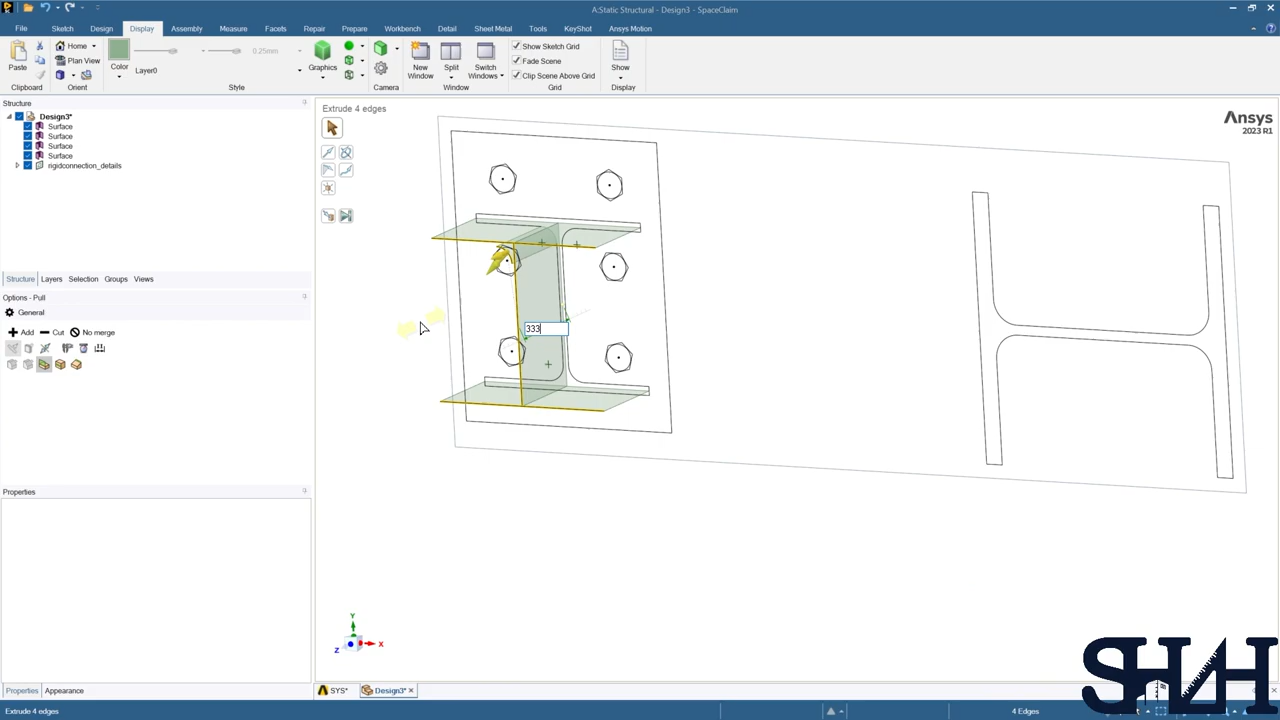 A:Static Structural - Design3 - SpaceClaim
File Sketch Design Display Assembly Measure Facets Repair Prepare Workbench Detail Sheet Metal Tools KeyShot Ansys Motion
Paste
Clipboard
Home
Plan View
Orient
Color
Layer0
0.25mm
Style
Graphics
Camera
New Window
Split
Switch Windows
Window
Show Sketch Grid
Fade Scene
Clip Scene Above Grid
Grid
Show
Display
Structure
Design3*
Surface
Surface
Surface
Surface
rigidconnection_details
Structure Layers Selection Groups Views
Options - Pull
General
Add Cut No merge
Properties
Properties Appearance
Extrude 4 edges
Ansys
2023 R1
333
Y
X
Z
SYS* Design3*
Extrude 4 edges
4 Edges